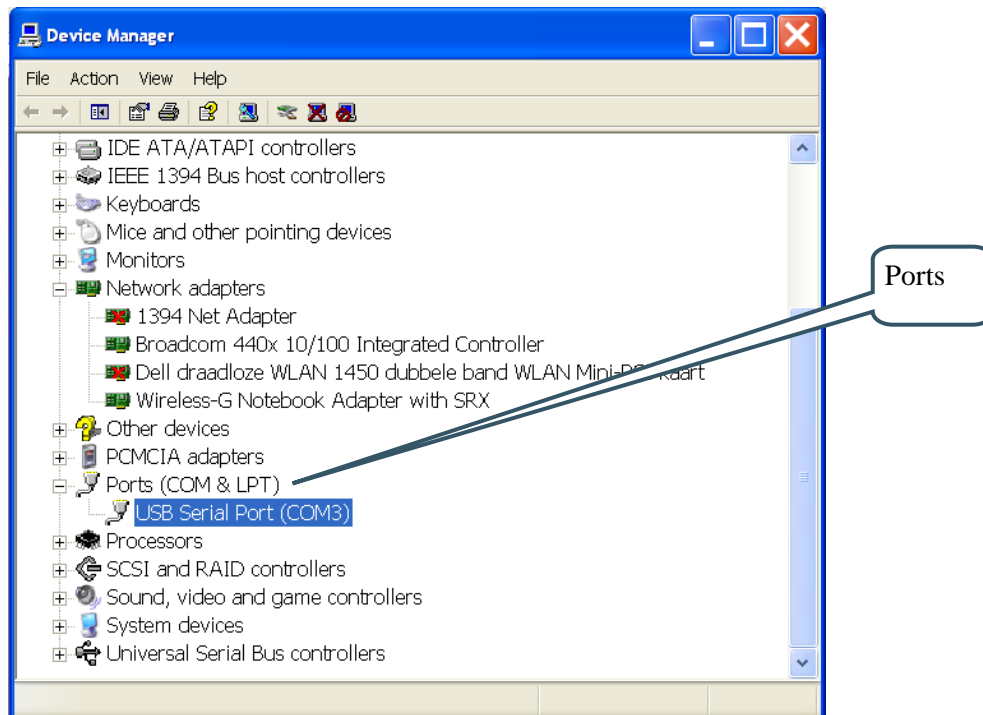 Device Manager
File Action View Help
IDE ATA/ATAPI controllers
IEEE 1394 Bus host controllers
Keyboards
Mice and other pointing devices
Monitors
Network adapters
1394 Net Adapter
Broadcom 440x 10/100 Integrated Controller
Dell draadloze WLAN 1450 dubbele band WLAN Mini-PCI kaart
Wireless-G Notebook Adapter with SRX
Other devices
PCMCIA adapters
Ports (COM & LPT)
USB Serial Port (COM3)
Processors
SCSI and RAID controllers
Sound, video and game controllers
System devices
Universal Serial Bus controllers
Ports